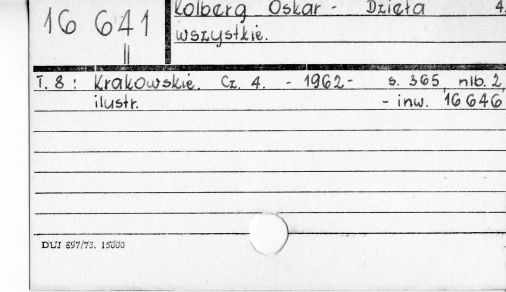 16 641
Kolberg Oskar - Dzieła 4.
wszystkie.
T. 8 : Krakowskie. Cz. 4. - 1962 - s. 365, nlb. 2,
ilustr. - inw. 16646
DUJ 897/73. 15000